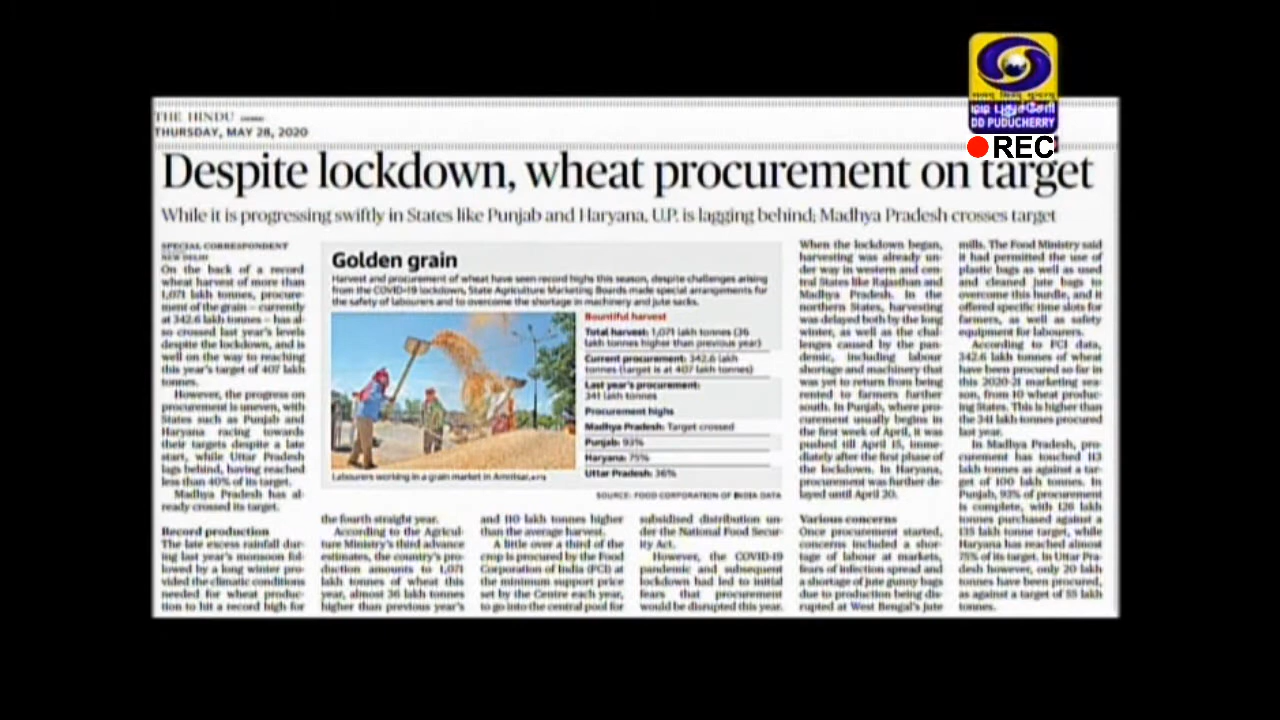 THE HINDU
THURSDAY, MAY 28, 2020
டிடி புதுச்சேரி
DD PUDUCHERRY
REC
Despite lockdown, wheat procurement on target
While it is progressing swiftly in States like Punjab and Haryana, U.P. is lagging behind; Madhya Pradesh crosses target
SPECIAL CORRESPONDENT
NEW DELHI
On the back of a record
wheat harvest of more than
1,071 lakh tonnes, procure-
ment of the grain – currently
at 342.6 lakh tonnes – has al-
so crossed last year's levels
despite the lockdown, and is
well on the way to reaching
this year's target of 407 lakh
tonnes.
However, the progress on
procurement is uneven, with
States such as Punjab and
Haryana racing towards
their targets despite a late
start, while Uttar Pradesh
lags behind, having reached
less than 40% of its target.
Madhya Pradesh has al-
ready crossed its target.
Record production
The late excess rainfall dur-
ing last year's monsoon fol-
lowed by a long winter pro-
vided the climatic conditions
needed for wheat produc-
tion to hit a record high for
Golden grain
Harvest and procurement of wheat have seen record highs this season, despite challenges arising
from the COVID-19 lockdown, State Agriculture Marketing Boards made special arrangements for
the safety of labourers and to overcome the shortage in machinery and jute sacks.
Bountiful harvest
Total harvest: 1,071 lakh tonnes (36
lakh tonnes higher than previous year)
Current procurement: 342.6 lakh
tonnes (target is at 407 lakh tonnes)
Last year's procurement:
341 lakh tonnes
Procurement highs
Madhya Pradesh: Target crossed
Punjab: 93%
Haryana: 75%
Uttar Pradesh: 36%
Labourers working in a grain market in Amritsar.
SOURCE: FOOD CORPORATION OF INDIA DATA
the fourth straight year.
According to the Agricul-
ture Ministry's third advance
estimates, the country's pro-
duction amounts to 1,071
lakh tonnes of wheat this
year, almost 36 lakh tonnes
higher than previous year's
and 110 lakh tonnes higher
than the average harvest.
A little over a third of the
crop is procured by the Food
Corporation of India (FCI) at
the minimum support price
set by the Centre each year,
to go into the central pool for
subsidised distribution un-
der the National Food Secur-
ity Act.
However, the COVID-19
pandemic and subsequent
lockdown had led to initial
fears that procurement
would be disrupted this year.
When the lockdown began,
harvesting was already un-
der way in western and cen-
tral States like Rajasthan and
Madhya Pradesh. In the
northern States, harvesting
was delayed both by the long
winter, as well as the chal-
lenges caused by the pan-
demic, including labour
shortage and machinery that
was yet to return from being
rented to farmers further
south. In Punjab, where pro-
curement usually begins in
the first week of April, it was
pushed till April 15, imme-
diately after the first phase of
the lockdown. In Haryana,
procurement was further de-
layed until April 20.
Various concerns
Once procurement started,
concerns included a shor-
tage of labour at markets,
fears of infection spread and
a shortage of jute gunny bags
due to production being dis-
rupted at West Bengal's jute
mills. The Food Ministry said
it had permitted the use of
plastic bags as well as used
and cleaned jute bags to
overcome this hurdle, and it
offered specific time slots for
farmers, as well as safety
equipment for labourers.
According to FCI data,
342.6 lakh tonnes of wheat
have been procured so far in
this 2020-21 marketing sea-
son, from 10 wheat produc-
ing States. This is higher than
the 341 lakh tonnes procured
last year.
In Madhya Pradesh, pro-
curement has touched 113
lakh tonnes as against a tar-
get of 100 lakh tonnes. In
Punjab, 93% of procurement
is complete, with 126 lakh
tonnes purchased against a
135 lakh tonne target, while
Haryana has reached almost
75% of its target. In Uttar Pra-
desh however, only 20 lakh
tonnes have been procured,
as against a target of 55 lakh
tonnes.